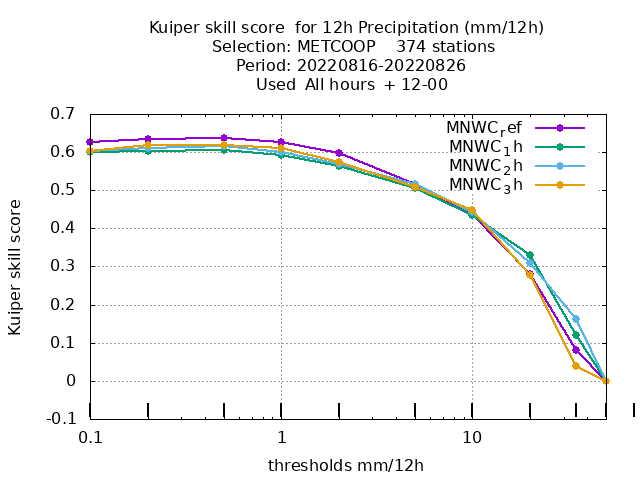 Kuiper skill score  for 12h Precipitation (mm/12h)
Selection: METCOOP    374 stations
Period: 20220816-20220826
Used  All hours  + 12-00
MNWC_ref
MNWC_1h
MNWC_2h
MNWC_3h
Kuiper skill score
0.7
0.6
0.5
0.4
0.3
0.2
0.1
0
-0.1
0.1 1 10
thresholds mm/12h